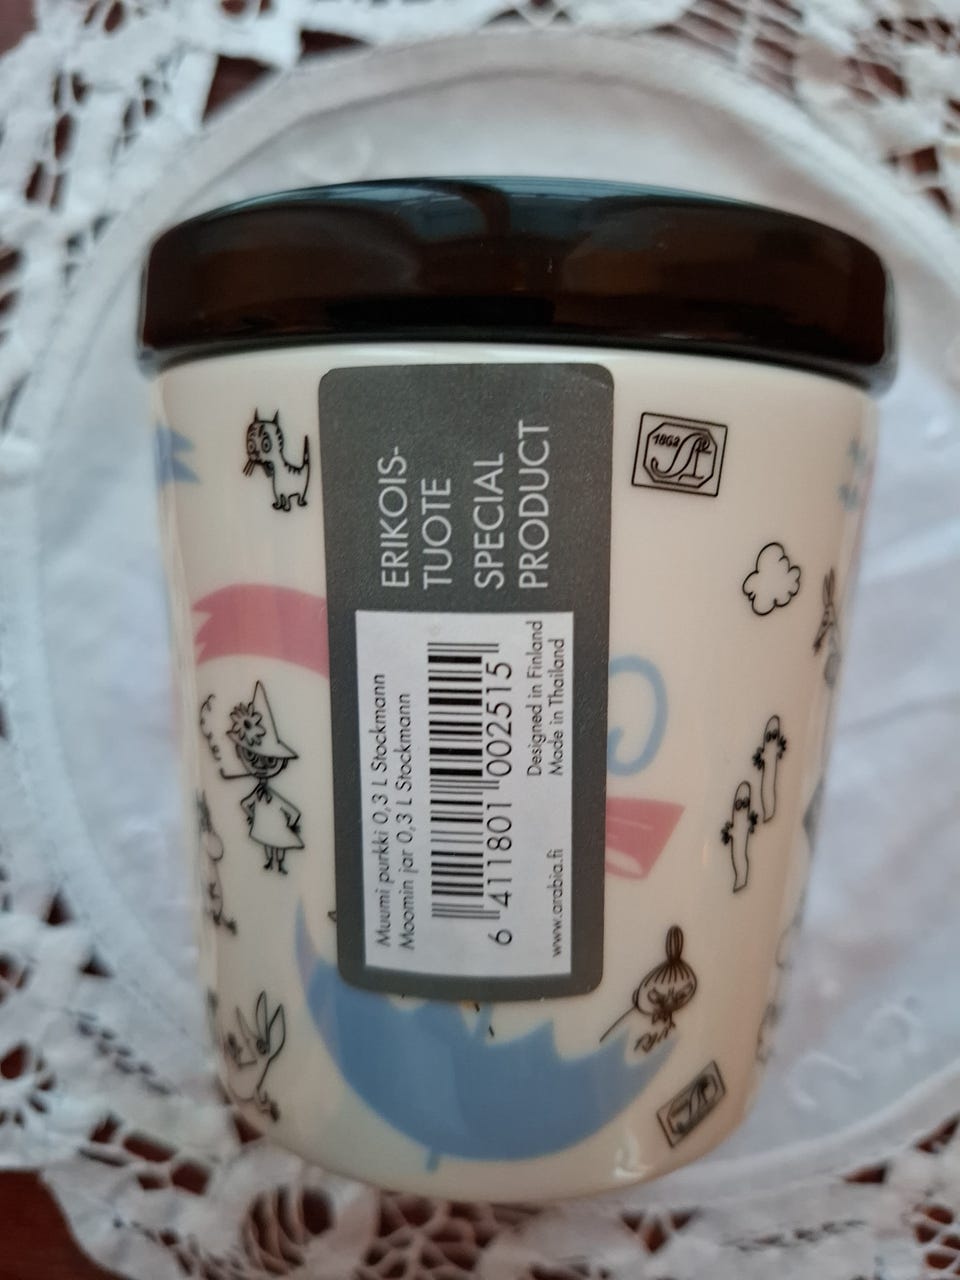 ERIKOIS-
TUOTE
SPECIAL
PRODUCT
Muumi purkki 0,3 L Stockmann
Moomin jar 0,3 L Stockmann
6 411801 002515
Designed in Finland
www.arabia.fi Made in Thailand
1862